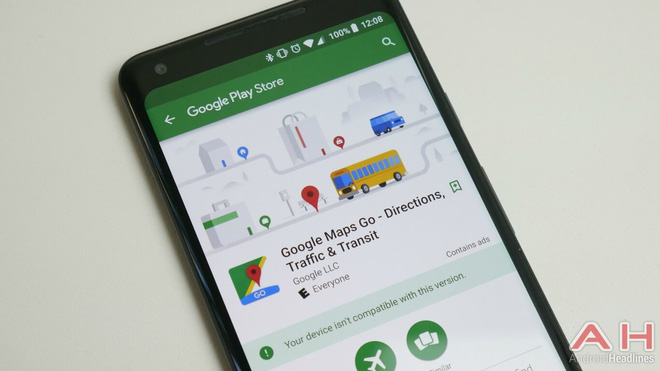 100% 12:08
Google Play Store
Google Maps Go - Directions,
Traffic & Transit
Google LLC
Contains ads
E Everyone
GO
Your device isn't compatible with this version.
Similar
AH
AndroidHeadlines